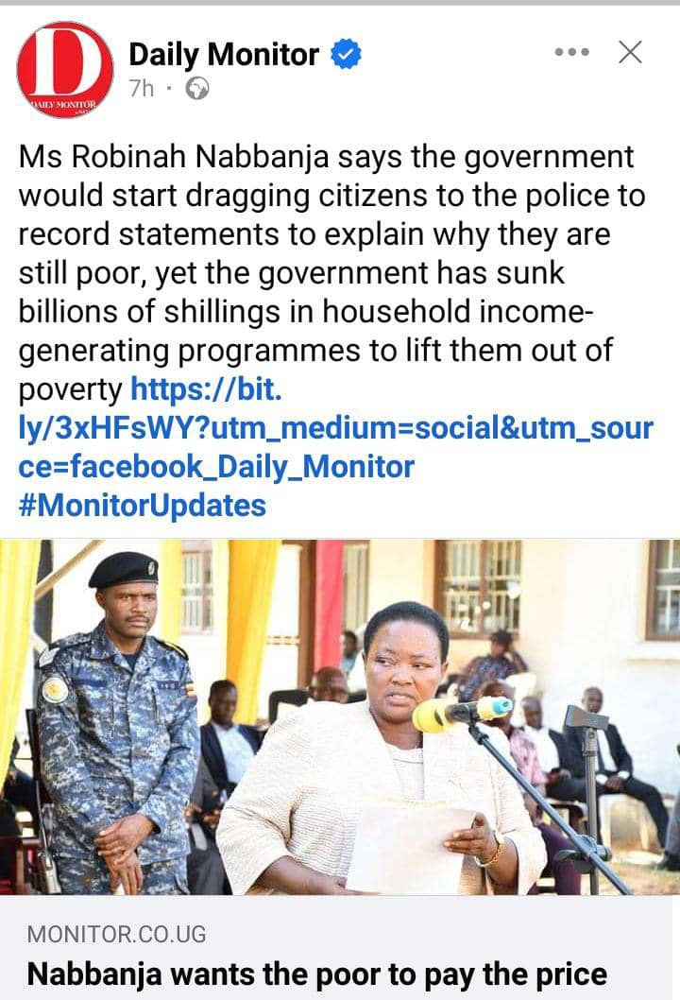 Daily Monitor
7h
D
DAILY MONITOR
Ms Robinah Nabbanja says the government
would start dragging citizens to the police to
record statements to explain why they are
still poor, yet the government has sunk
billions of shillings in household income-
generating programmes to lift them out of
poverty https://bit.
ly/3xHFsWY?utm_medium=social&utm_sour
ce=facebook_Daily_Monitor
#MonitorUpdates
MONITOR.CO.UG
Nabbanja wants the poor to pay the price